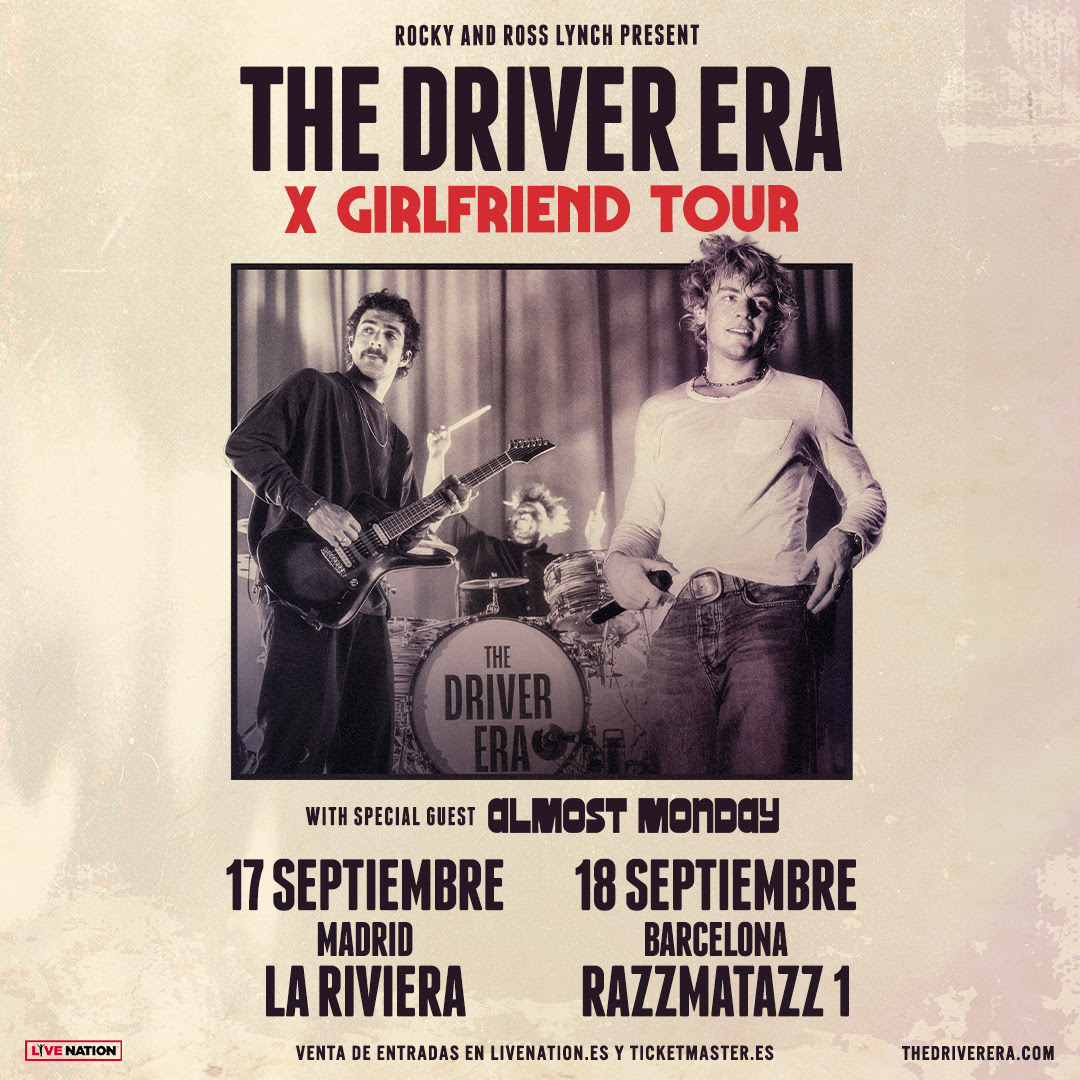 ROCKY AND ROSS LYNCH PRESENT
THE DRIVER ERA
X GIRLFRIEND TOUR
THE
DRIVER
ERA
WITH SPECIAL GUEST ALMOST MONDAY
17 SEPTIEMBRE
MADRID
LA RIVIERA
18 SEPTIEMBRE
BARCELONA
RAZZMATAZZ 1
LIVE NATION
VENTA DE ENTRADAS EN LIVENATION.ES Y TICKETMASTER.ES
THEDRIVERERA.COM